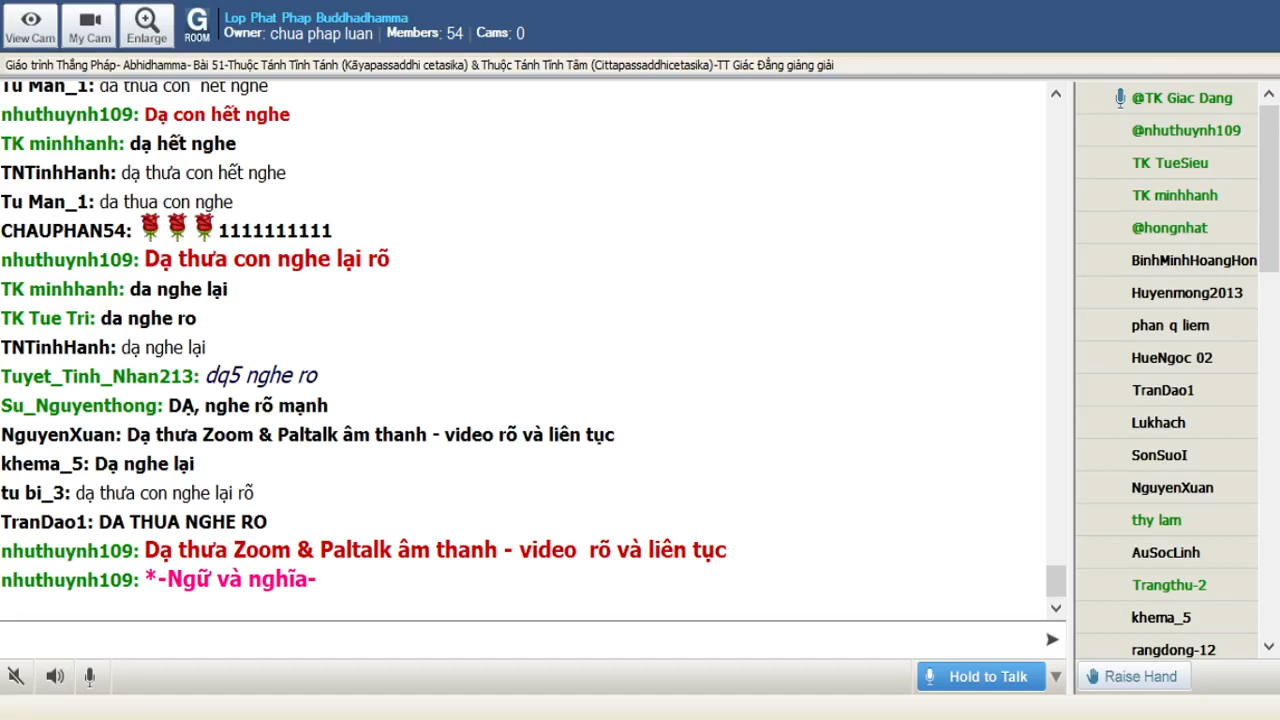 View Cam
My Cam
Enlarge
G
ROOM
Lop Phat Phap Buddhadhamma
Owner: chua phap luan | Members: 54 | Cams: 0
Giáo trình Thắng Pháp- Abhidhamma- Bài 51-Thuộc Tánh Tĩnh Tánh (Kāyapassaddhi cetasika) & Thuộc Tánh Tĩnh Tâm (Cittapassaddhicetasika)-TT Giác Đẳng giảng giải
Tu Man_1: da thua con het nghe
nhuthuynh109: Dạ con hết nghe
TK minhhanh: dạ hết nghe
TNTinhHanh: dạ thưa con hết nghe
Tu Man_1: da thua con nghe
CHAUPHAN54: 1111111111
nhuthuynh109: Dạ thưa con nghe lại rõ
TK minhhanh: da nghe lại
TK Tue Tri: da nghe ro
TNTinhHanh: dạ nghe lại
Tuyet_Tinh_Nhan213: dq5 nghe ro
Su_Nguyenthong: DẠ, nghe rõ mạnh
NguyenXuan: Dạ thưa Zoom & Paltalk âm thanh - video rõ và liên tục
khema_5: Dạ nghe lại
tu bi_3: dạ thưa con nghe lại rõ
TranDao1: DA THUA NGHE RO
nhuthuynh109: Dạ thưa Zoom & Paltalk âm thanh - video rõ và liên tục
nhuthuynh109: *-Ngữ và nghĩa-
@TK Giac Dang
@nhuthuynh109
TK TueSieu
TK minhhanh
@hongnhat
BinhMinhHoangHon
Huyenmong2013
phan q liem
HueNgoc 02
TranDao1
Lukhach
SonSuoI
NguyenXuan
thy lam
AuSocLinh
Trangthu-2
khema_5
rangdong-12
Hold to Talk
Raise Hand